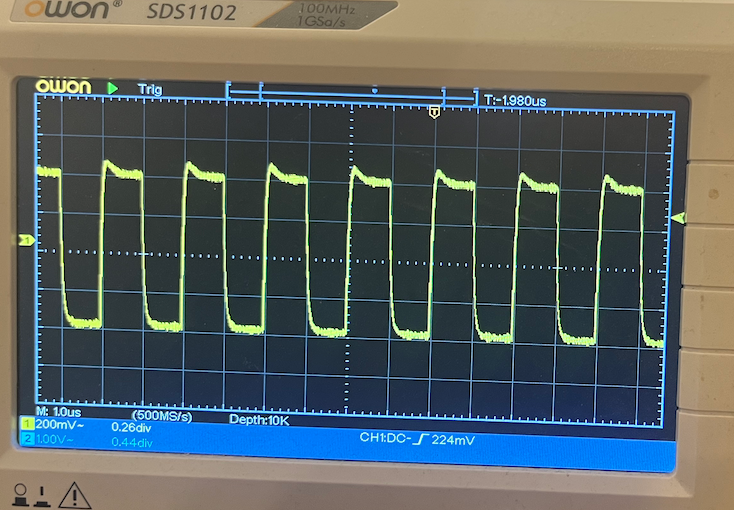 owon® SDS1102 100MHz
1GSa/s
owon Trig T:-1.980us
T
1
M: 1.0us (500MS/s) Depth:10K
1 200mV~ 0.26div CH1:DC- 224mV
2 1.00V~ 0.44div